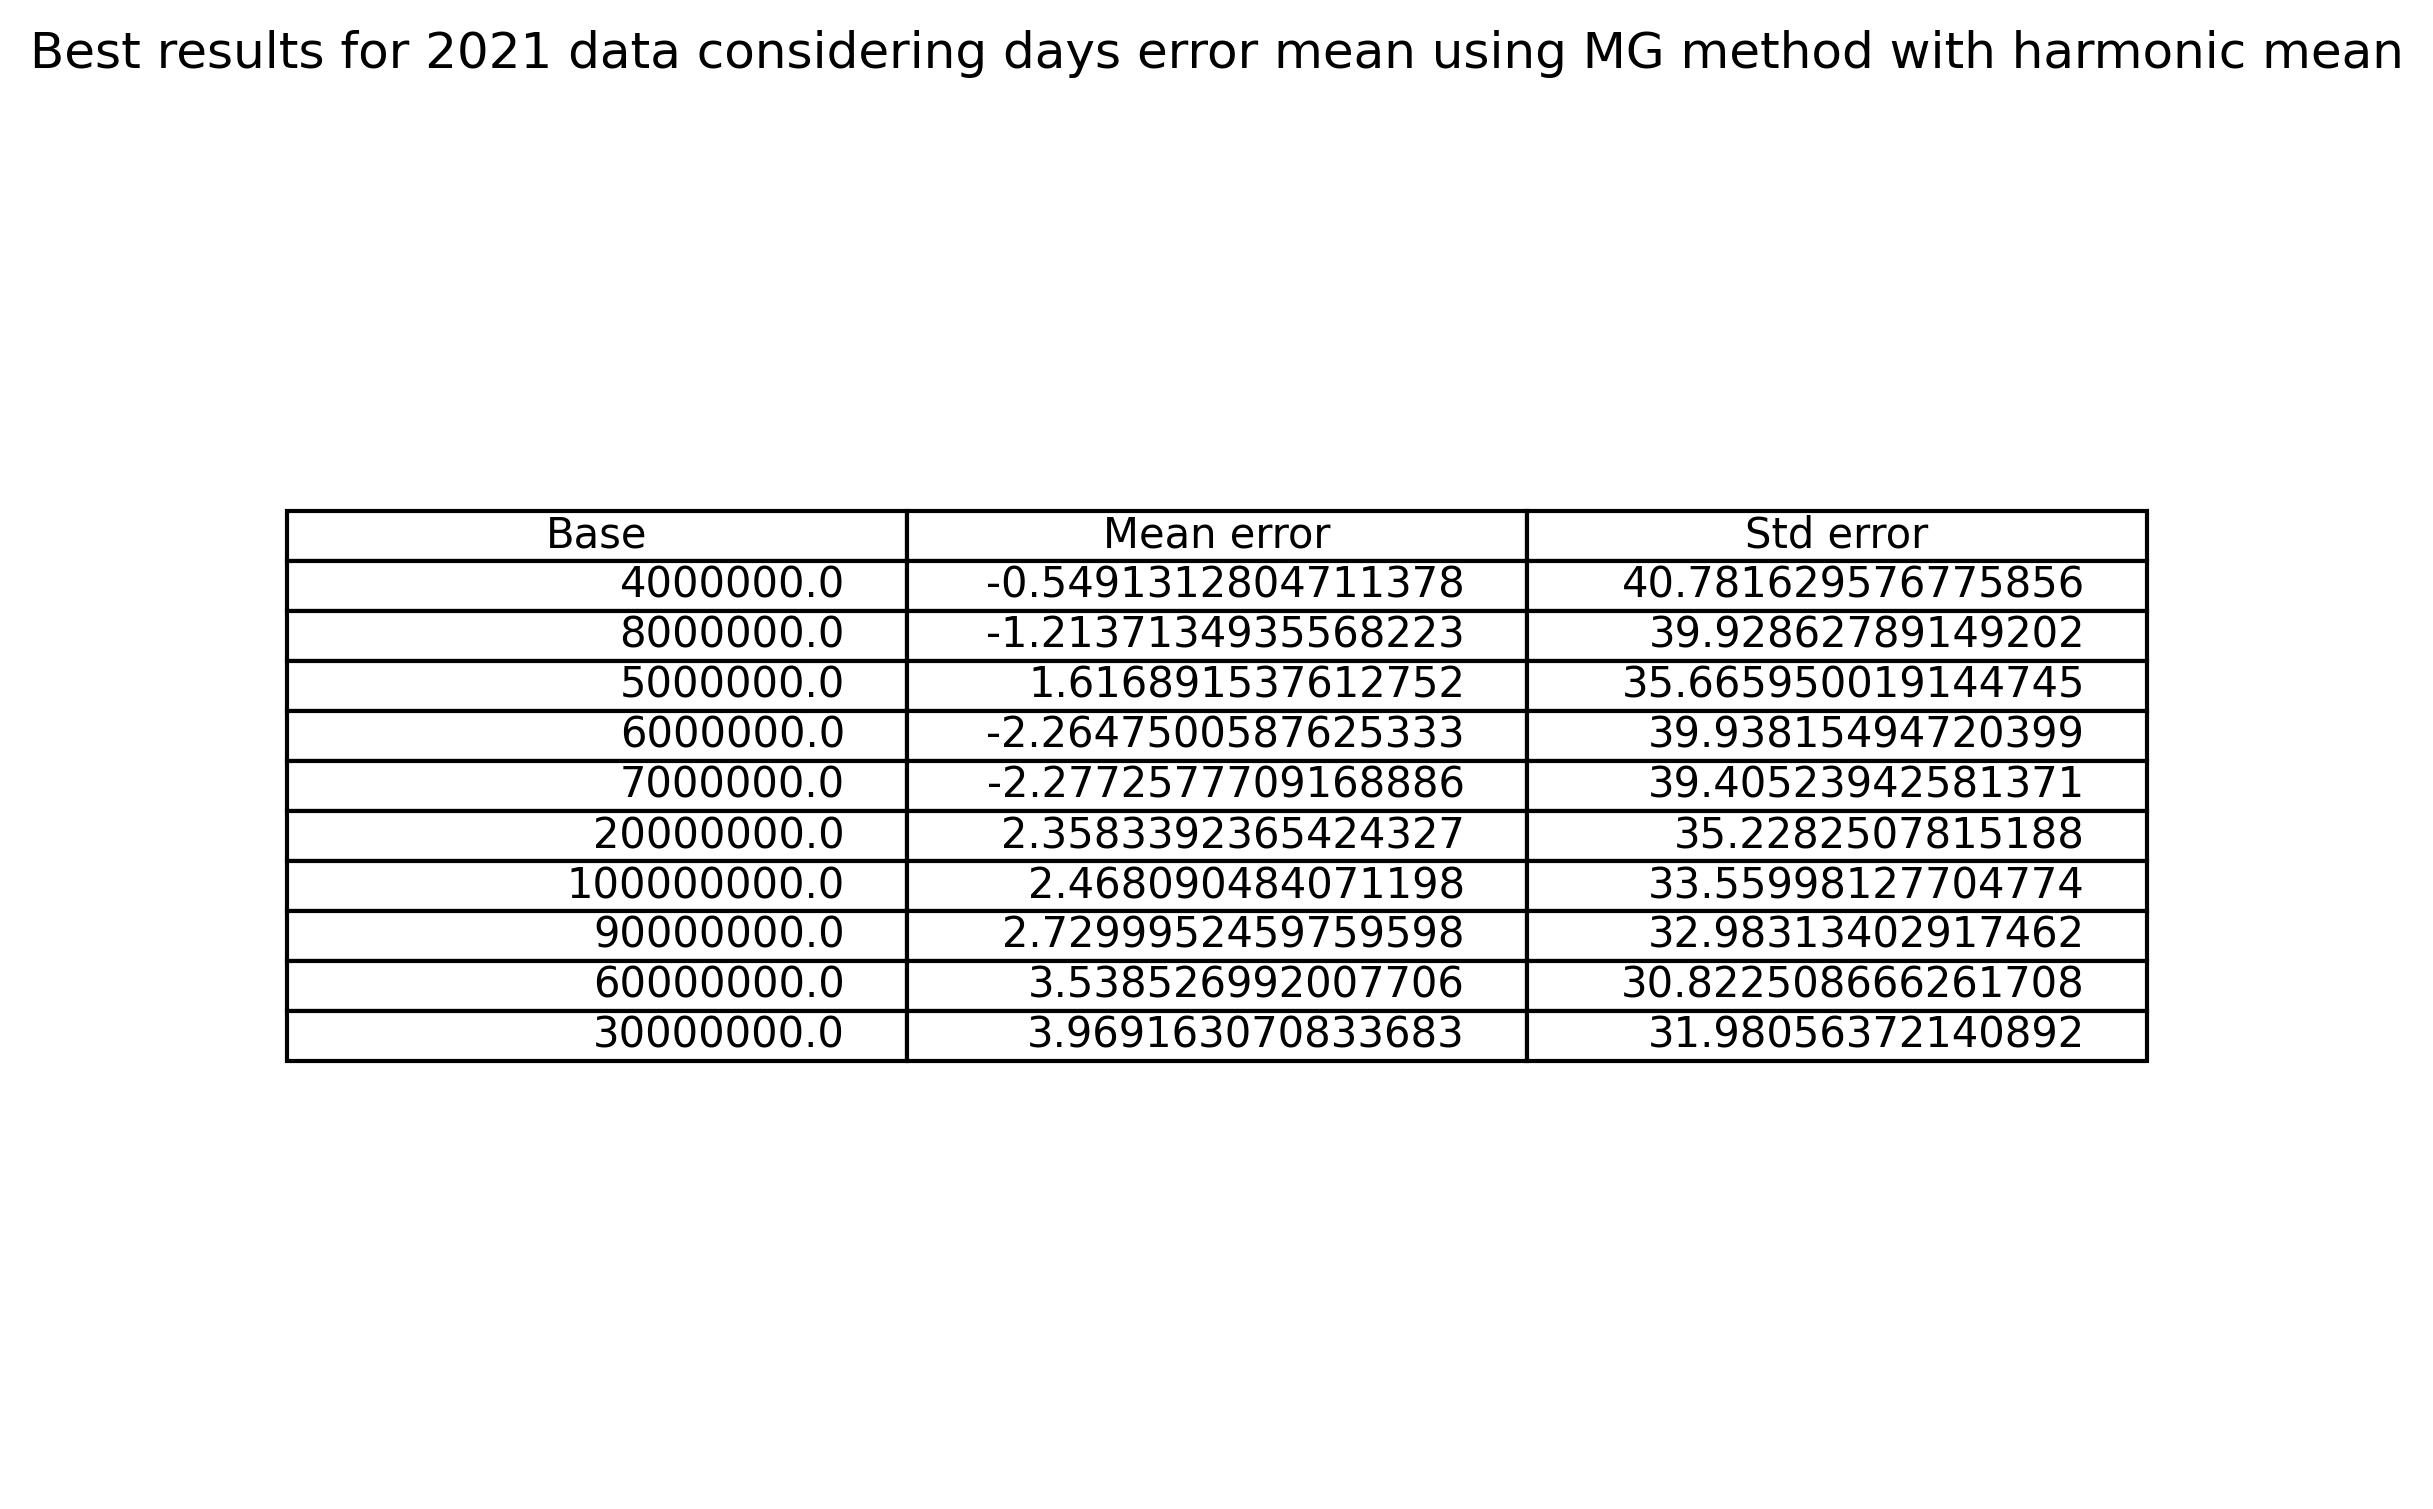 Best results for 2021 data considering days error mean using MG method with harmonic mean
Base Mean error Std error
4000000.0 -0.5491312804711378 40.781629576775856
8000000.0 -1.2137134935568223 39.92862789149202
5000000.0 1.616891537612752 35.665950019144745
6000000.0 -2.2647500587625333 39.93815494720399
7000000.0 -2.2772577709168886 39.40523942581371
20000000.0 2.3583392365424327 35.2282507815188
100000000.0 2.468090484071198 33.55998127704774
90000000.0 2.7299952459759598 32.98313402917462
60000000.0 3.538526992007706 30.822508666261708
30000000.0 3.969163070833683 31.98056372140892